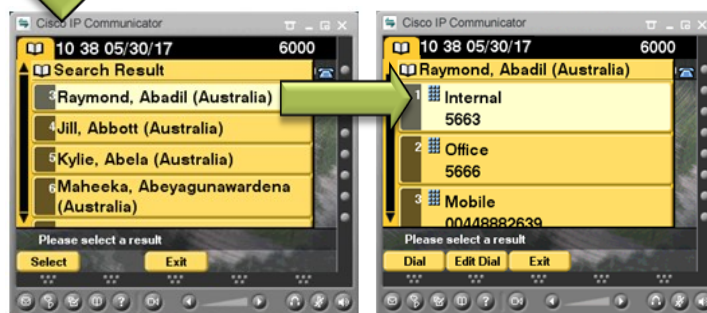 Cisco IP Communicator
10 38 05/30/17 6000
Search Result
3 Raymond, Abadil (Australia)
4 Jill, Abbott (Australia)
5 Kylie, Abela (Australia)
6 Maheeka, Abeyagunawardena
(Australia)
Please select a result
Select Exit
Cisco IP Communicator
10 38 05/30/17 6000
Raymond, Abadil (Australia)
1 Internal
5663
2 Office
5666
3 Mobile
00448882639
Please select a result
Dial Edit Dial Exit